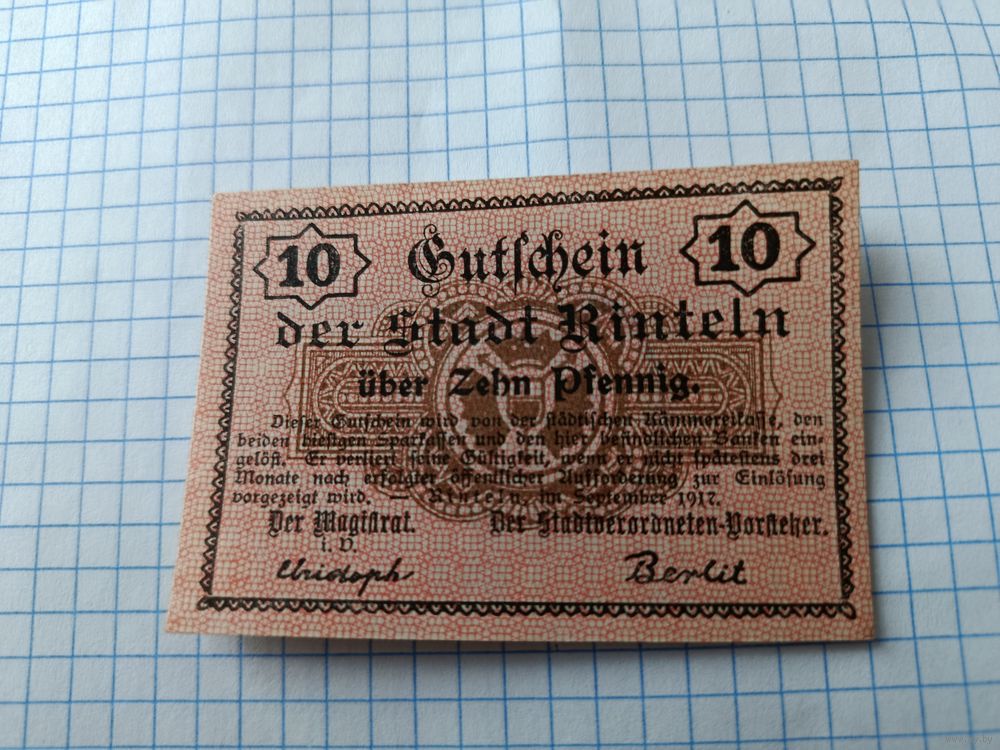 10 Gutschein 10
der Stadt Rinteln
über Zehn Pfennig.
Dieser Gutschein wird von der städtischen Kämmereikasse, den
beiden hiesigen Sparkassen und den hier befindlichen Banken ein-
gelöst. Er verliert seine Gültigkeit, wenn er nicht spätestens drei
Monate nach erfolgter öffentlicher Aufforderung zur Einlösung
vorgezeigt wird. Rinteln, im September 1917.
Der Magistrat. Der Stadtverordneten-Vorsteher.
i. V.
Berlit